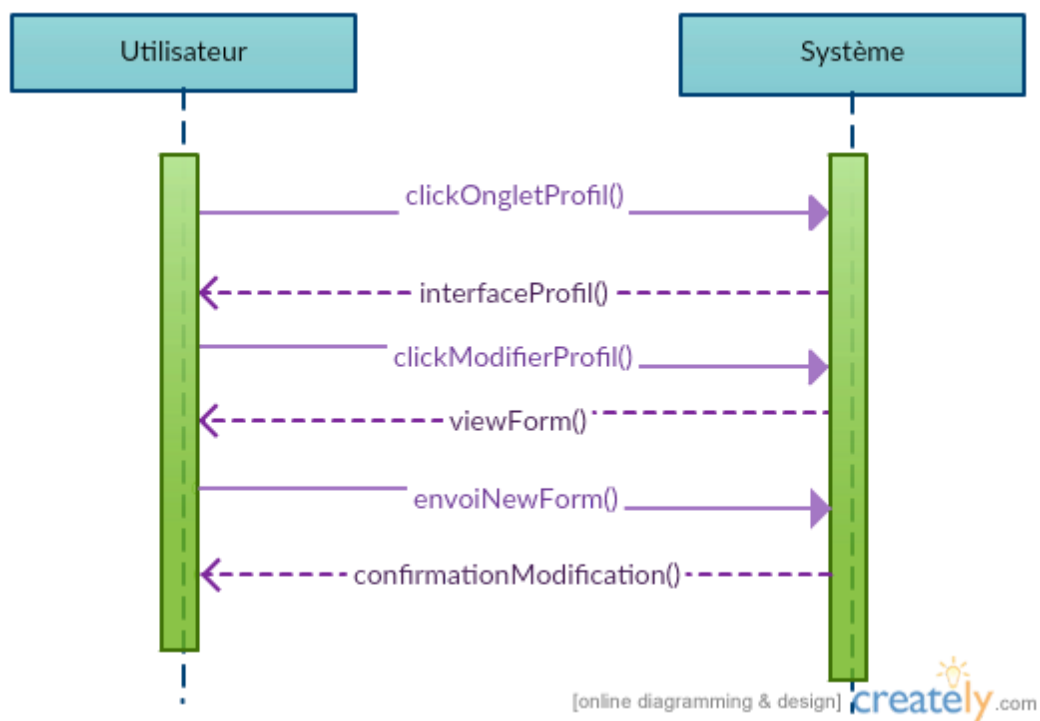 Utilisateur
Système
clickOngletProfil()
interfaceProfil()
clickModifierProfil()
viewForm()
envoiNewForm()
confirmationModification()
[online diagramming & design] creately.com